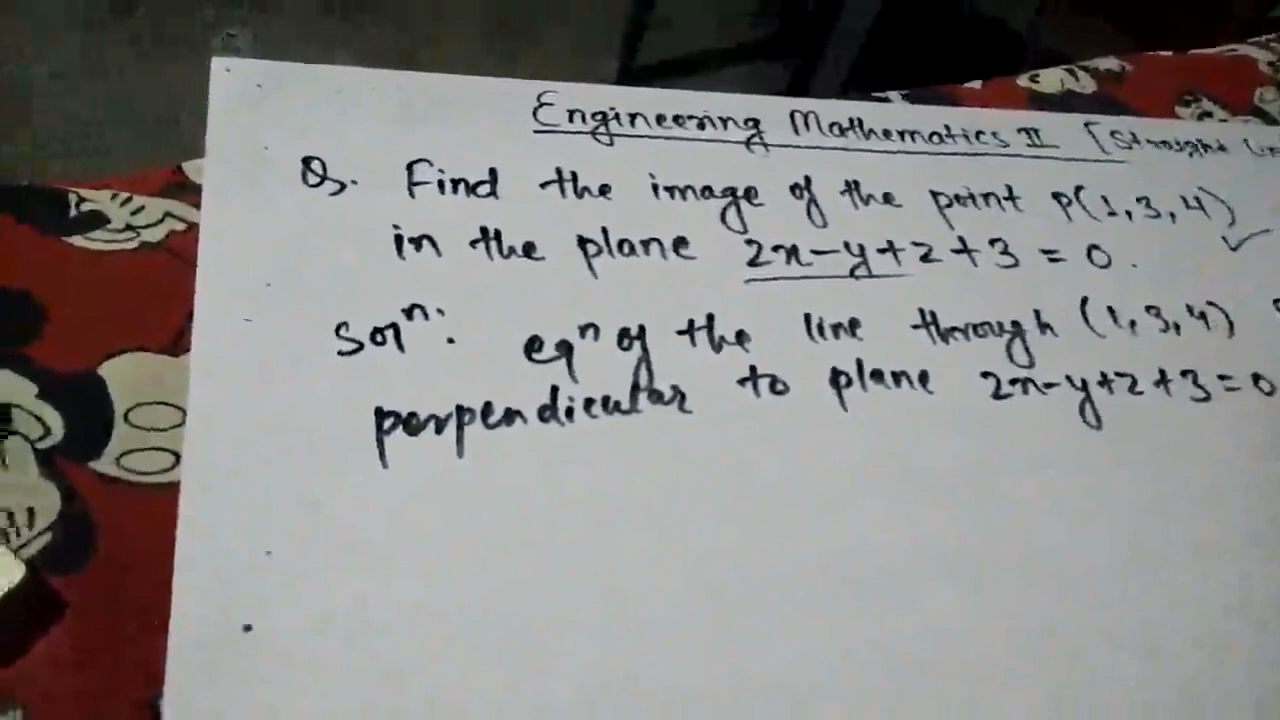 Engineering Mathematics II [Straight
Q. Find the image of the point P(1,3,4)
in the plane 2x-y+z+3=0.
Solⁿ: eqⁿ of the line through (1,3,4)
perpendicular to plane 2x-y+z+3=0